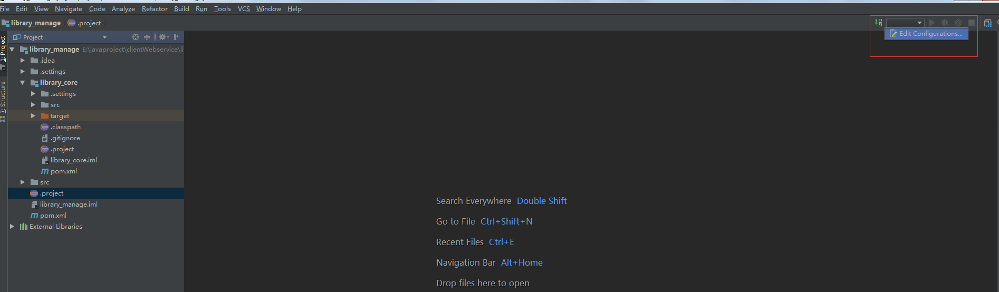 File Edit View Navigate Code Analyze Refactor Build Run Tools VCS Window Help
library_manage .project
Edit Configurations...
1: Project
7: Structure
Project
library_manage E:\javaproject\clientWebservice\li
.idea
.settings
library_core
.settings
src
target
.classpath
.gitignore
.project
library_core.iml
pom.xml
src
.project
library_manage.iml
pom.xml
External Libraries
Search Everywhere Double Shift
Go to File Ctrl+Shift+N
Recent Files Ctrl+E
Navigation Bar Alt+Home
Drop files here to open